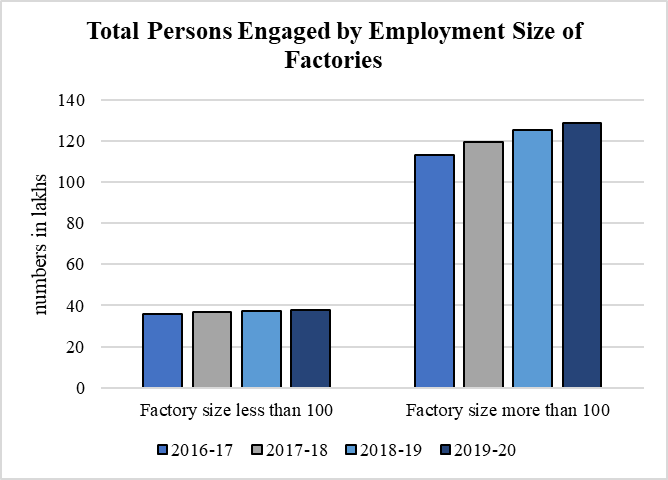 Total Persons Engaged by Employment Size of
Factories
numbers in lakhs
140
120
100
80
60
40
20
0
Factory size less than 100
Factory size more than 100
2016-17
2017-18
2018-19
2019-20